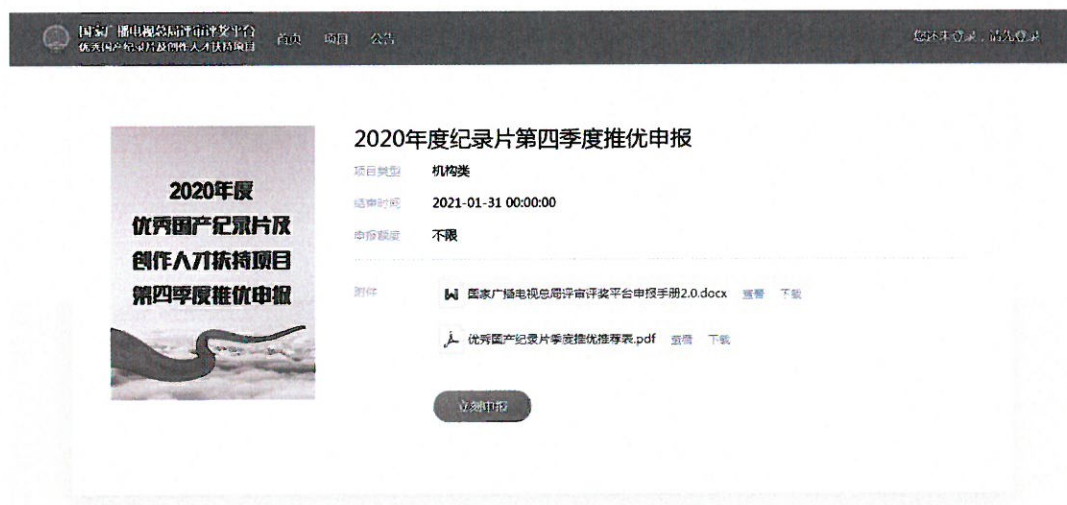 国家广播电视总局评审评奖平台
优秀国产纪录片及创作人才扶持项目
首页 项目 公告
您还未登录，请先登录
2020年度
优秀国产纪录片及
创作人才扶持项目
第四季度推优申报
2020年度纪录片第四季度推优申报
项目类型 机构类
结束时间 2021-01-31 00:00:00
申报额度 不限
附件 国家广播电视总局评审评奖平台申报手册2.0.docx 查看 下载
优秀国产纪录片季度推优推荐表.pdf 查看 下载
立刻申报